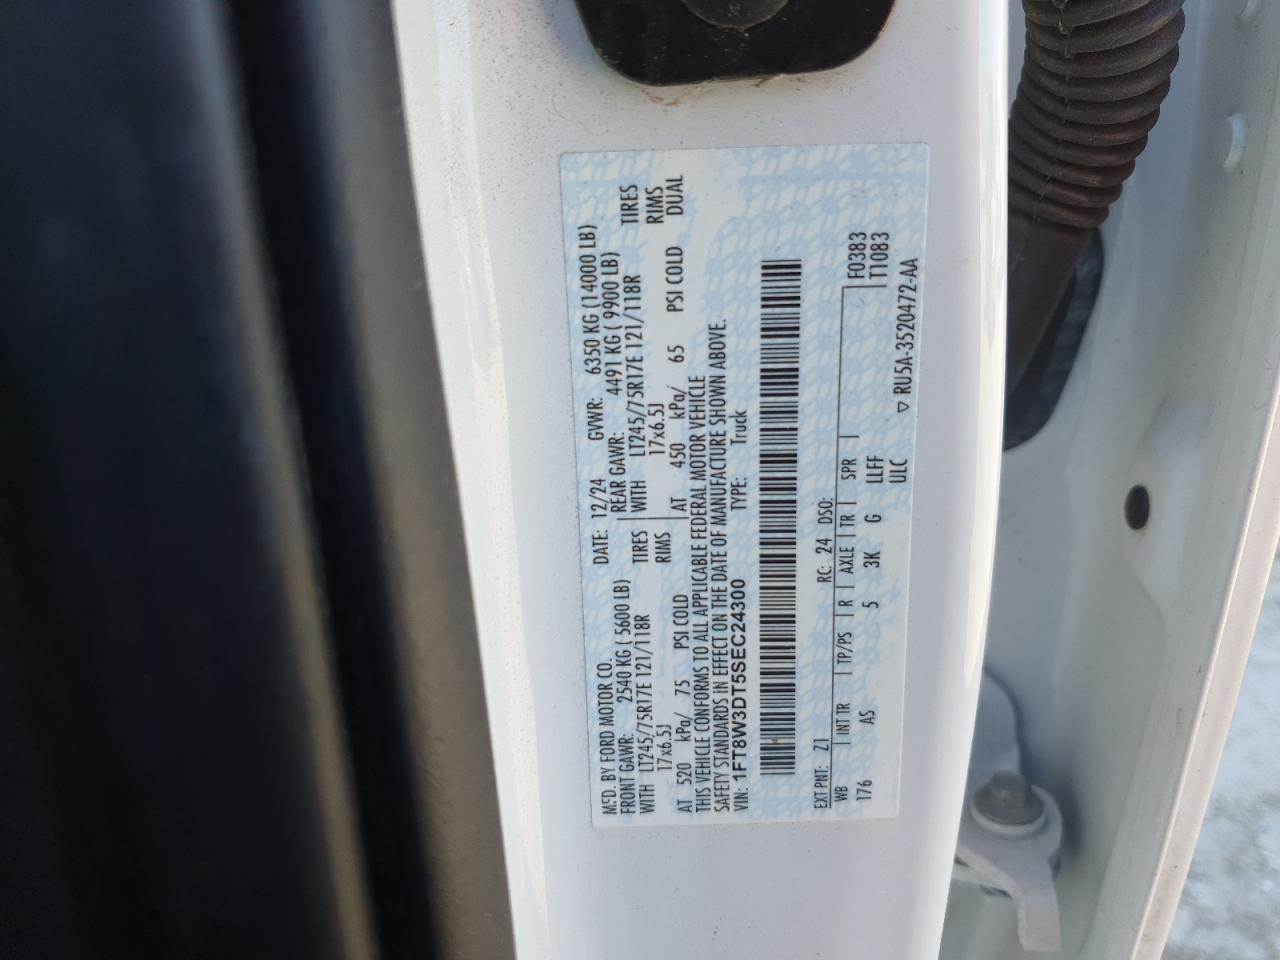 MFD. BY FORD MOTOR CO.
DATE: 12/24 GVWR: 6350 KG (14000 LB)
FRONT GAWR: 2540 KG ( 5600 LB)
REAR GAWR: 4491 KG ( 9900 LB)
WITH LT245/75R17E 121/118R TIRES
WITH LT245/75R17E 121/118R TIRES
17x6.5J RIMS
17x6.5J RIMS
AT 520 kPa/ 75 PSI COLD
AT 450 kPa/ 65 PSI COLD DUAL
THIS VEHICLE CONFORMS TO ALL APPLICABLE FEDERAL MOTOR VEHICLE
SAFETY STANDARDS IN EFFECT ON THE DATE OF MANUFACTURE SHOWN ABOVE.
VIN: 1FT8W3DT5SEC24300 TYPE: Truck
EXT PNT: Z1 RC: 24 DSO:
WB INT TR TP/PS R AXLE TR SPR F0383
176 AS 5 3K G LLFF T1083
ULC ▽ RU5A-3520472-AA